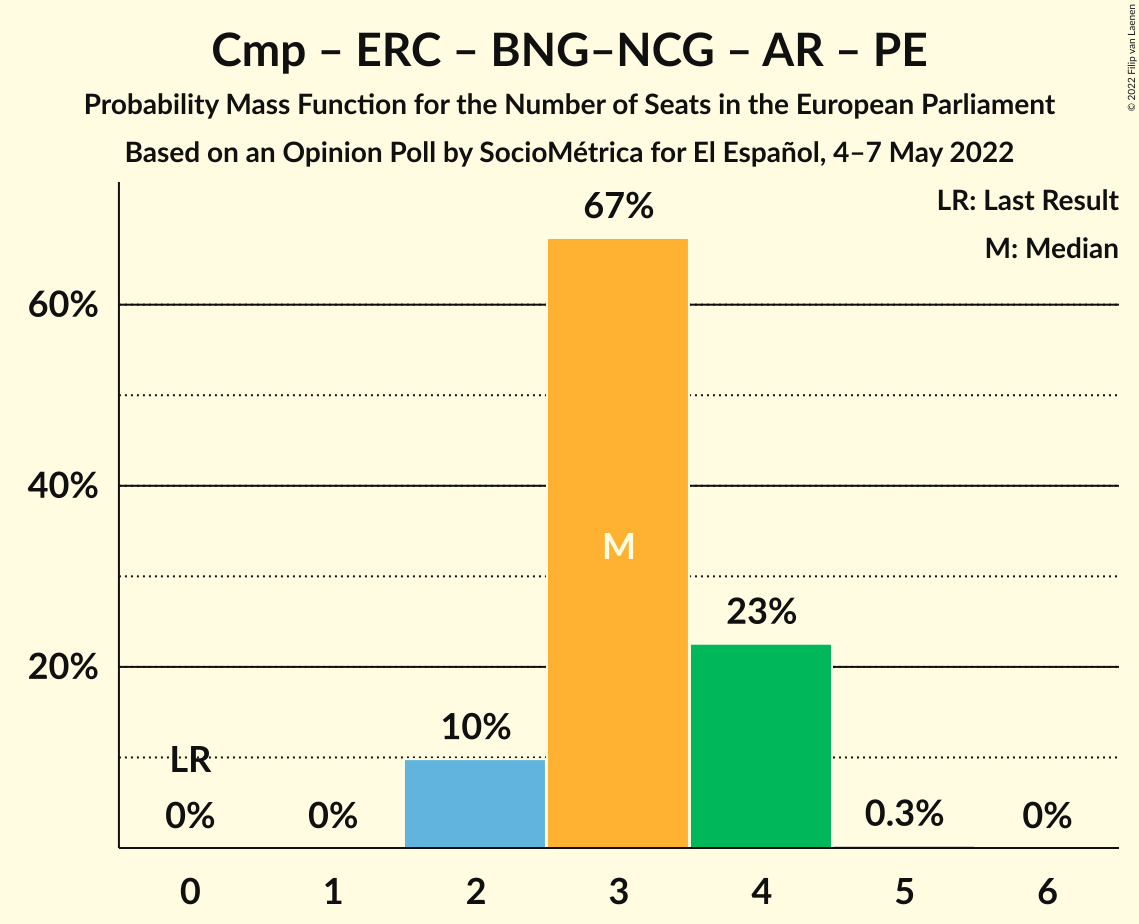 Cmp – ERC – BNG–NCG – AR – PE
Probability Mass Function for the Number of Seats in the European Parliament
Based on an Opinion Poll by SocioMétrica for El Español, 4–7 May 2022
© 2022 Filip van Laenen
LR: Last Result
M: Median
67%
60%
40%
M
23%
20%
10%
LR
0%
0%
0.3%
0%
0 1 2 3 4 5 6